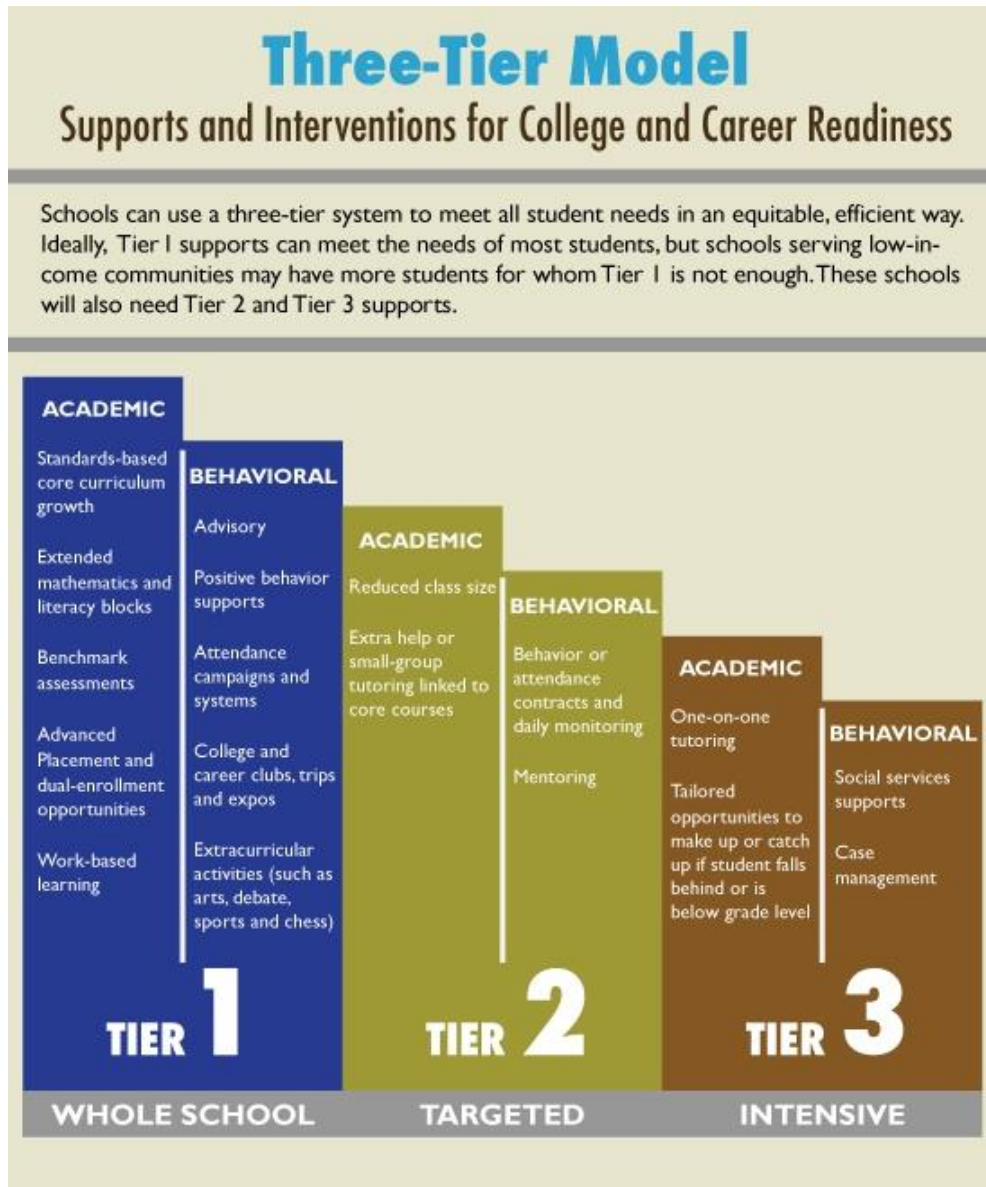 Three-Tier Model
Supports and Interventions for College and Career Readiness
Schools can use a three-tier system to meet all student needs in an equitable, efficient way.
Ideally, Tier 1 supports can meet the needs of most students, but schools serving low-in-
come communities may have more students for whom Tier 1 is not enough. These schools
will also need Tier 2 and Tier 3 supports.
ACADEMIC
Standards-based
core curriculum
growth
Extended
mathematics and
literacy blocks
Benchmark
assessments
Advanced
Placement and
dual-enrollment
opportunities
Work-based
learning
BEHAVIORAL
Advisory
Positive behavior
supports
Attendance
campaigns and
systems
College and
career clubs, trips
and expos
Extracurricular
activities (such as
arts, debate,
sports and chess)
TIER 1
WHOLE SCHOOL
ACADEMIC
Reduced class size
Extra help or
small-group
tutoring linked to
core courses
BEHAVIORAL
Behavior or
attendance
contracts and
daily monitoring
Mentoring
TIER 2
TARGETED
ACADEMIC
One-on-one
tutoring
Tailored
opportunities to
make up or catch
up if student falls
behind or is
below grade level
BEHAVIORAL
Social services
supports
Case
management
TIER 3
INTENSIVE